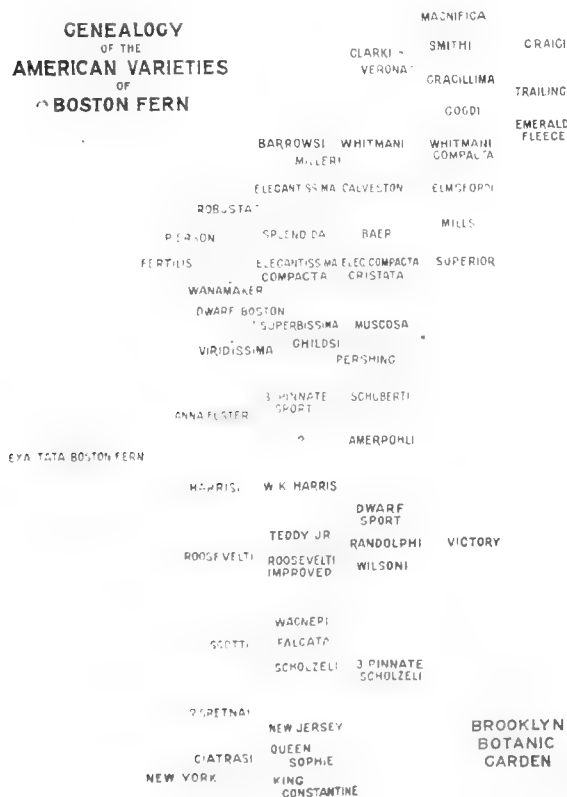 GENEALOGY
OF THE
AMERICAN VARIETIES
OF
BOSTON FERN
MAGNIFICA
CLARKI
SMITHI
CRAIGI
VERONA
GRACILLIMA
TRAILING
GOODI
EMERALD
FLEECE
BARROWSI
WHITMANI
WHITMANI
COMPACTA
MILLERI
ELEGANTISSIMA
GALVESTON
ELMSFORDI
ROBUSTA
MILLS
PIERSON
SPLENDIDA
BAER
FERTILIS
ELEGANTISSIMA
COMPACTA
ELEG COMPACTA
CRISTATA
SUPERIOR
WANAMAKER
DWARF BOSTON
SUPERBISSIMA
MUSCOSA
VIRIDISSIMA
GHILDSI
PERSHING
3 PINNATE
SPORT
SCHUBERTI
ANNA FOSTER
?
AMERPOHLI
EXALTATA BOSTON FERN
HARRISI
W K HARRIS
DWARF
SPORT
TEDDY JR
RANDOLPHI
VICTORY
ROOSEVELTI
ROOSEVELTI
IMPROVED
WILSONI
WAGNERI
SCOTTI
FALCATA
SCHOLZELI
3 PINNATE
SCHOLZELI
NEW JERSEY
QUEEN
SOPHIE
GIATRASI
NEW YORK
KING
CONSTANTINE
BROOKLYN
BOTANIC
GARDEN